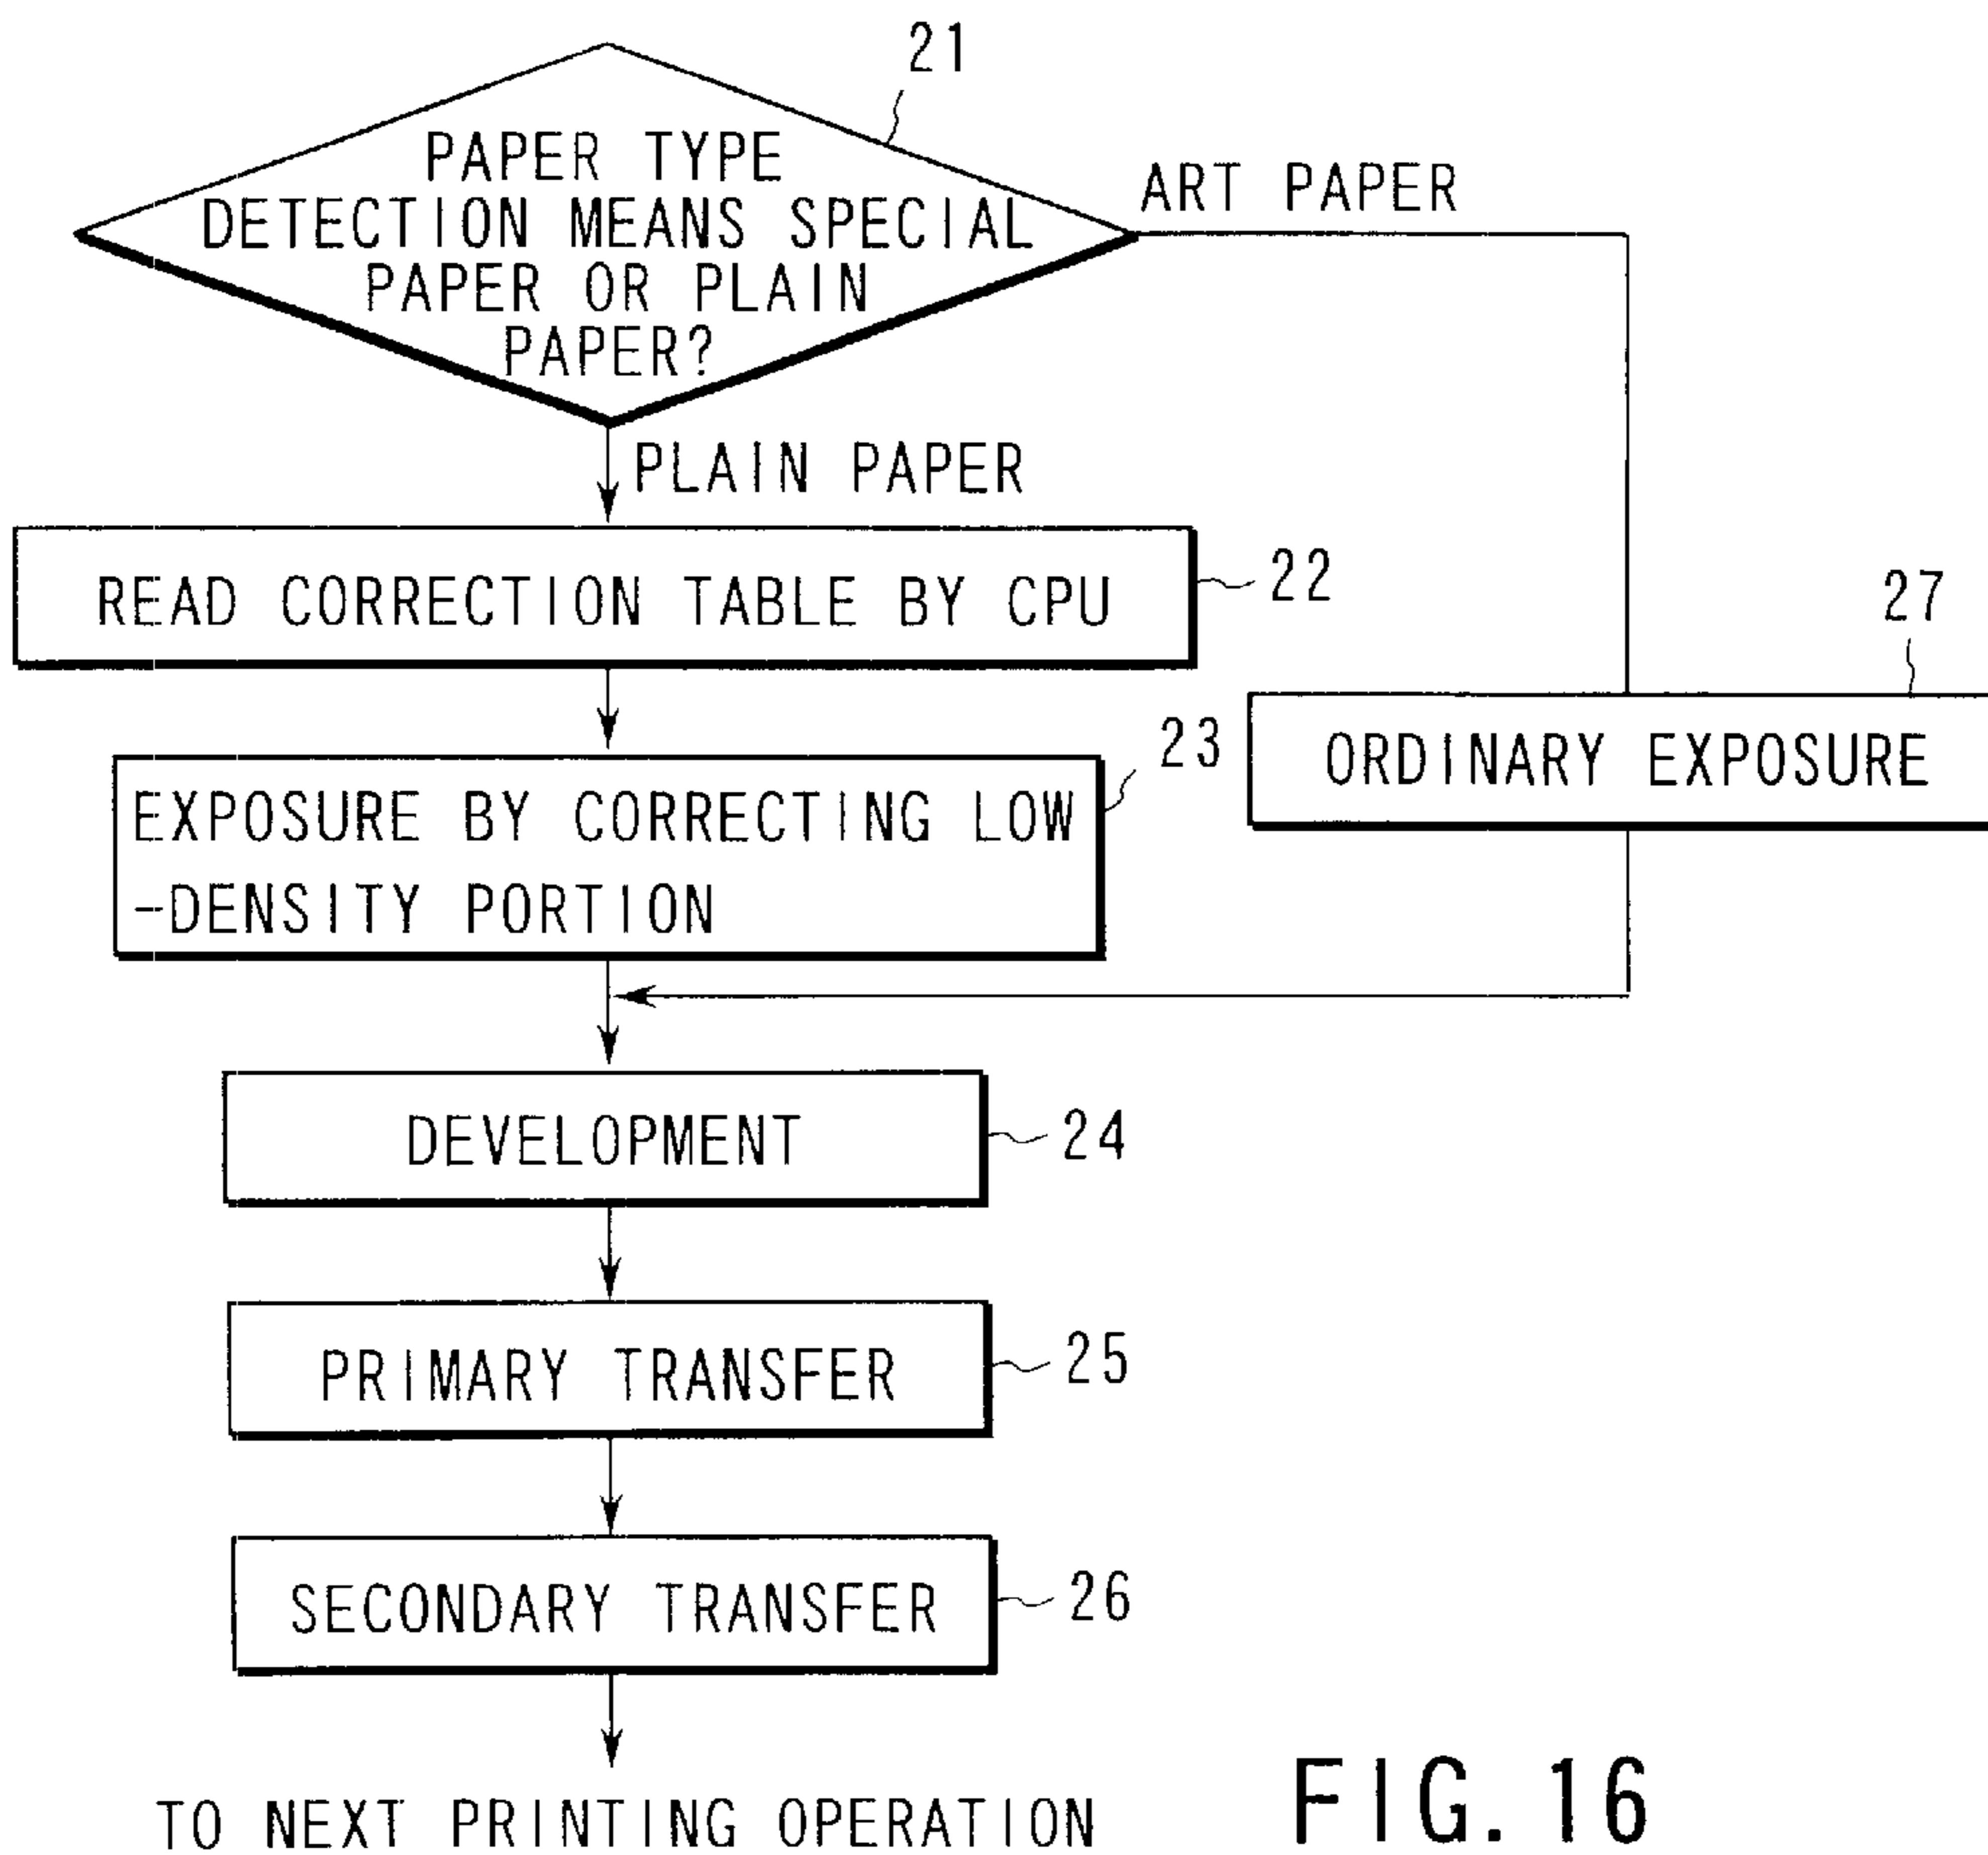 21
PAPER TYPE
DETECTION MEANS SPECIAL
PAPER OR PLAIN
PAPER?
ART PAPER
PLAIN PAPER
READ CORRECTION TABLE BY CPU
22
27
ORDINARY EXPOSURE
23
EXPOSURE BY CORRECTING LOW
-DENSITY PORTION
DEVELOPMENT
24
PRIMARY TRANSFER
25
SECONDARY TRANSFER
26
TO NEXT PRINTING OPERATION
FIG. 16